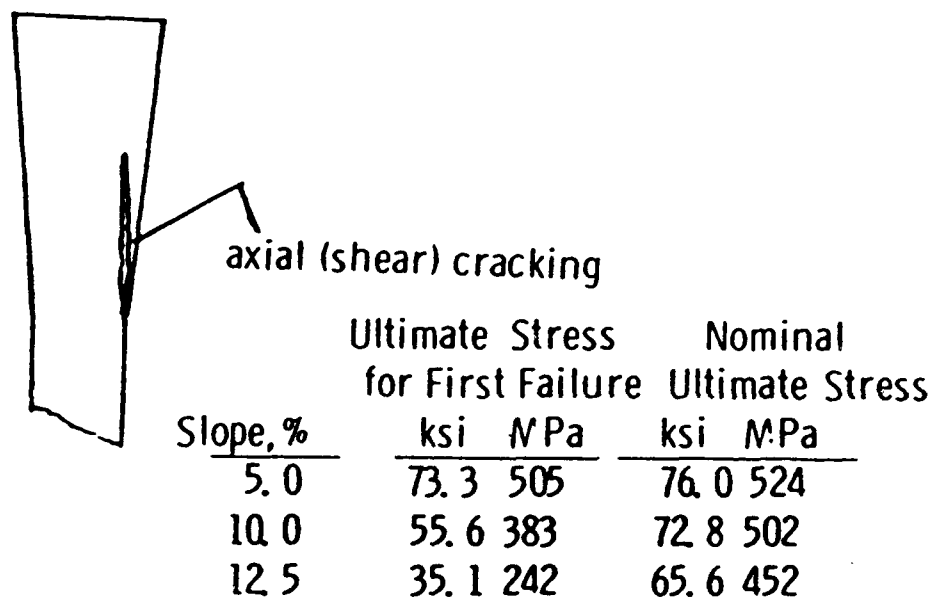 axial (shear) cracking
Ultimate Stress Nominal
for First Failure Ultimate Stress
Slope, % ksi MPa ksi MPa
5.0 73.3 505 76.0 524
10.0 55.6 383 72.8 502
12.5 35.1 242 65.6 452